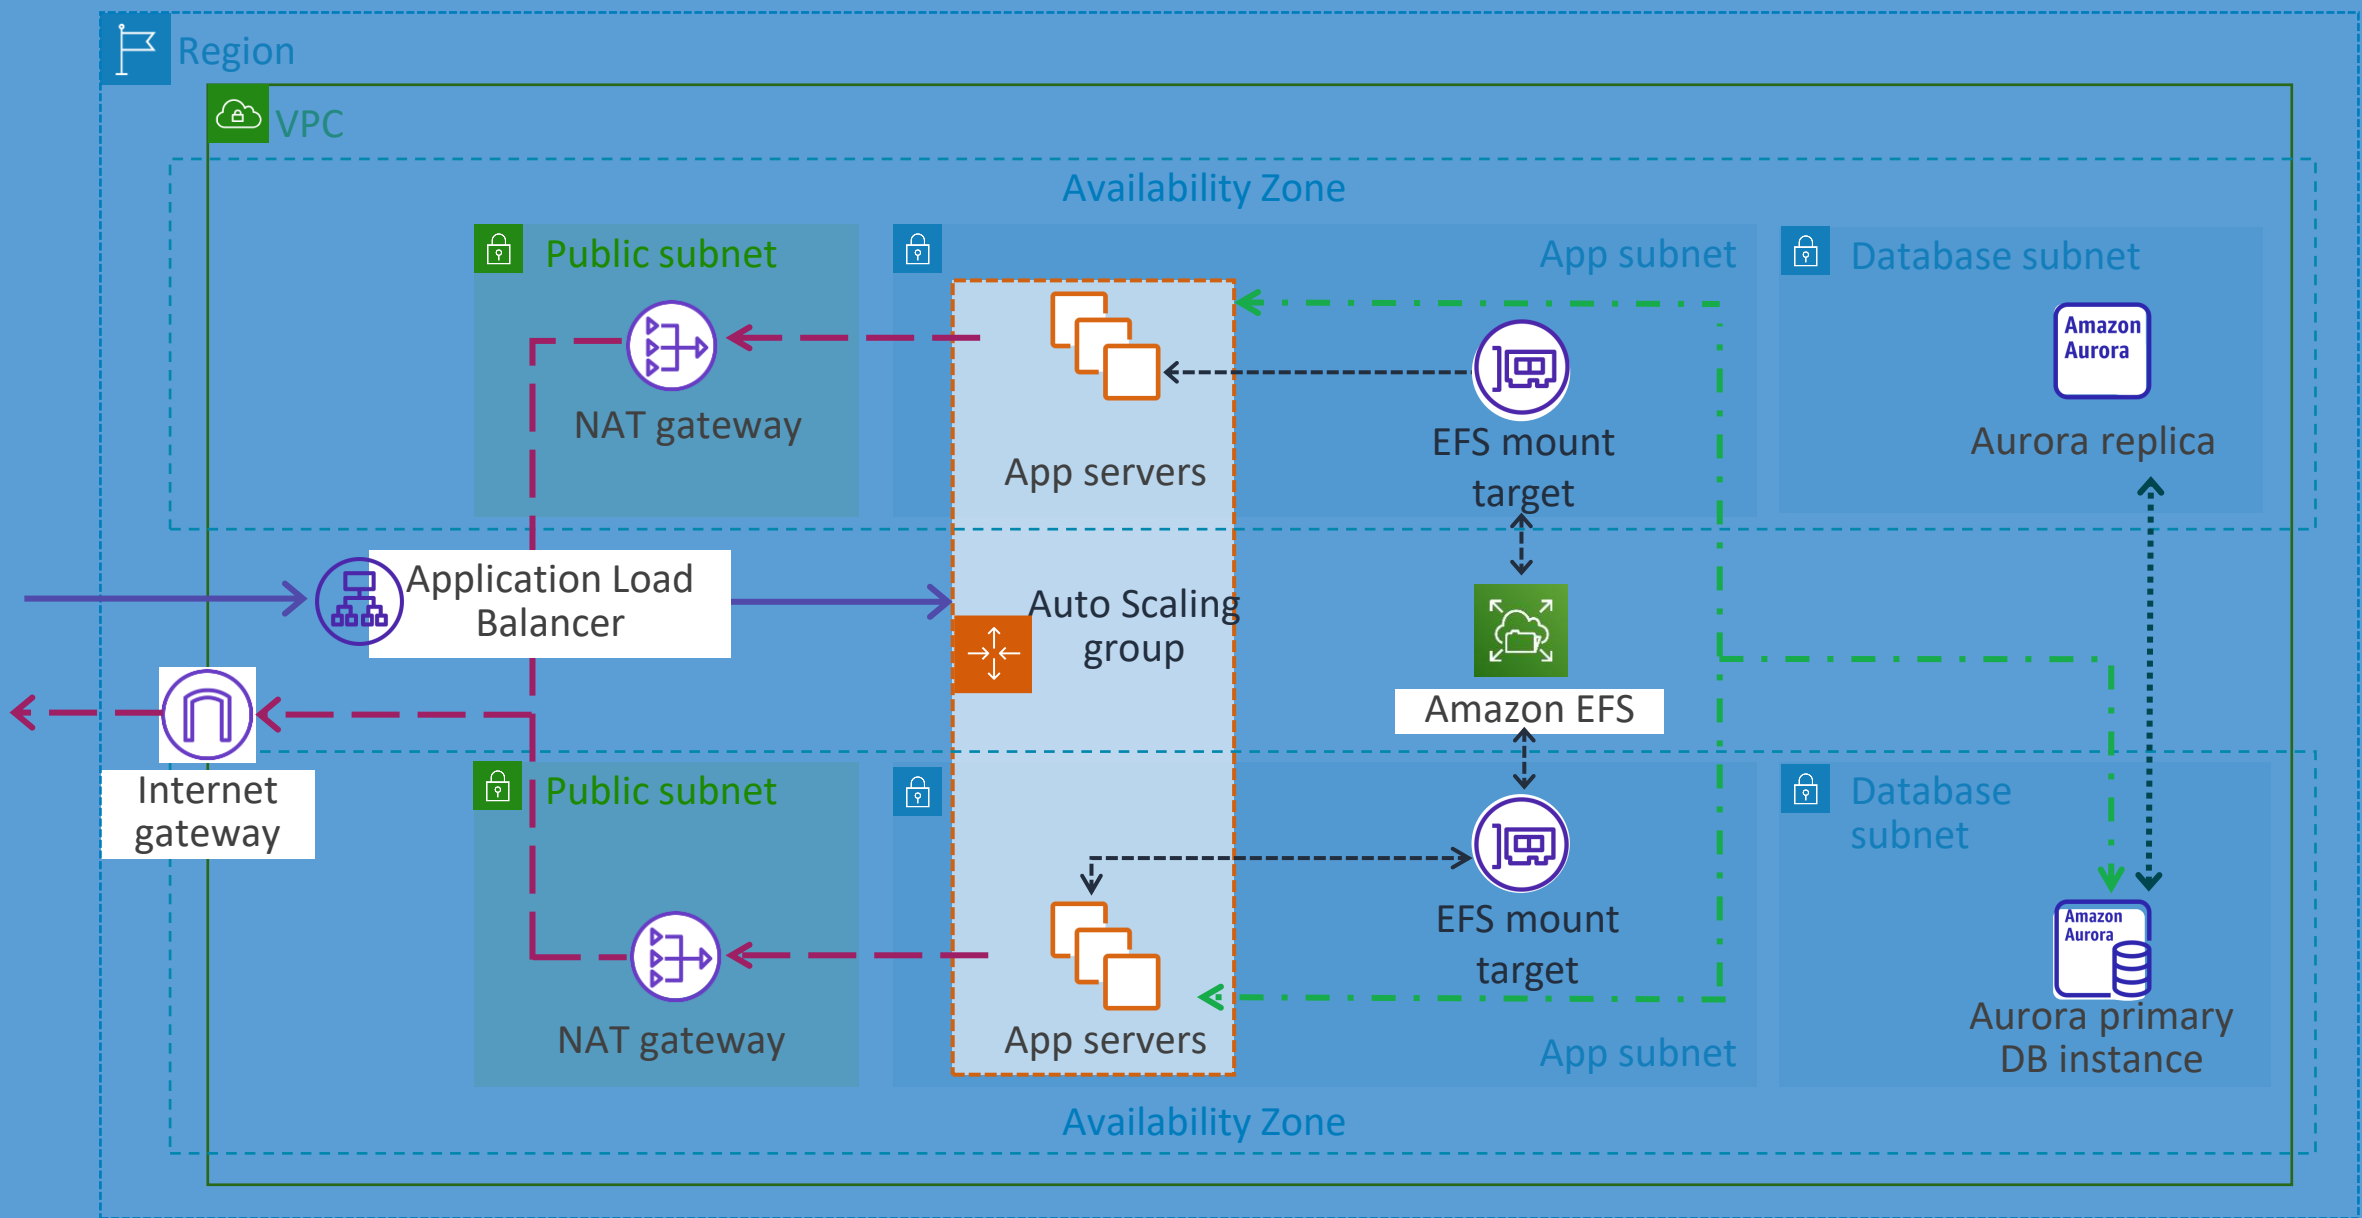 Region
VPC
Availability Zone
Public subnet
App subnet
Database subnet
Amazon
Aurora
NAT gateway
App servers
EFS mount
target
Aurora replica
Application Load
Balancer
Auto Scaling
group
Amazon EFS
Internet
gateway
Public subnet
Database
subnet
EFS mount
target
Amazon
Aurora
NAT gateway
App servers
App subnet
Aurora primary
DB instance
Availability Zone